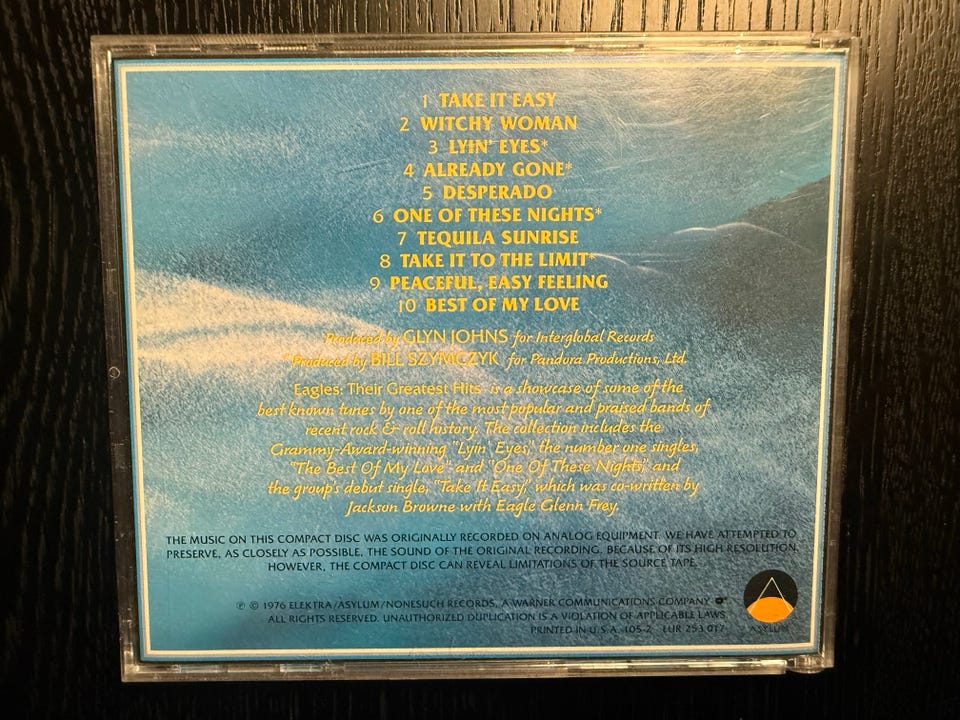 1 TAKE IT EASY
2 WITCHY WOMAN
3 LYIN' EYES*
4 ALREADY GONE*
5 DESPERADO
6 ONE OF THESE NIGHTS*
7 TEQUILA SUNRISE
8 TAKE IT TO THE LIMIT*
9 PEACEFUL, EASY FEELING
10 BEST OF MY LOVE
Produced by GLYN JOHNS for Interglobal Records
*Produced by BILL SZYMCZYK for Pandora Productions, Ltd.
Eagles: Their Greatest Hits is a showcase of some of the
best known tunes by one of the most popular and praised bands of
recent rock & roll history. The collection includes the
Grammy-Award-winning "Lyin' Eyes," the number one singles,
"The Best Of My Love" and "One Of These Nights," and
the group's debut single, "Take It Easy," which was co-written by
Jackson Browne with Eagle Glenn Frey.
THE MUSIC ON THIS COMPACT DISC WAS ORIGINALLY RECORDED ON ANALOG EQUIPMENT. WE HAVE ATTEMPTED TO
PRESERVE, AS CLOSELY AS POSSIBLE, THE SOUND OF THE ORIGINAL RECORDING. BECAUSE OF ITS HIGH RESOLUTION,
HOWEVER, THE COMPACT DISC CAN REVEAL LIMITATIONS OF THE SOURCE TAPE.
℗ © 1976 ELEKTRA/ASYLUM/NONESUCH RECORDS, A WARNER COMMUNICATIONS COMPANY
ALL RIGHTS RESERVED. UNAUTHORIZED DUPLICATION IS A VIOLATION OF APPLICABLE LAWS.
PRINTED IN U.S.A. 105-2 EUR 253 017
ASYLUM